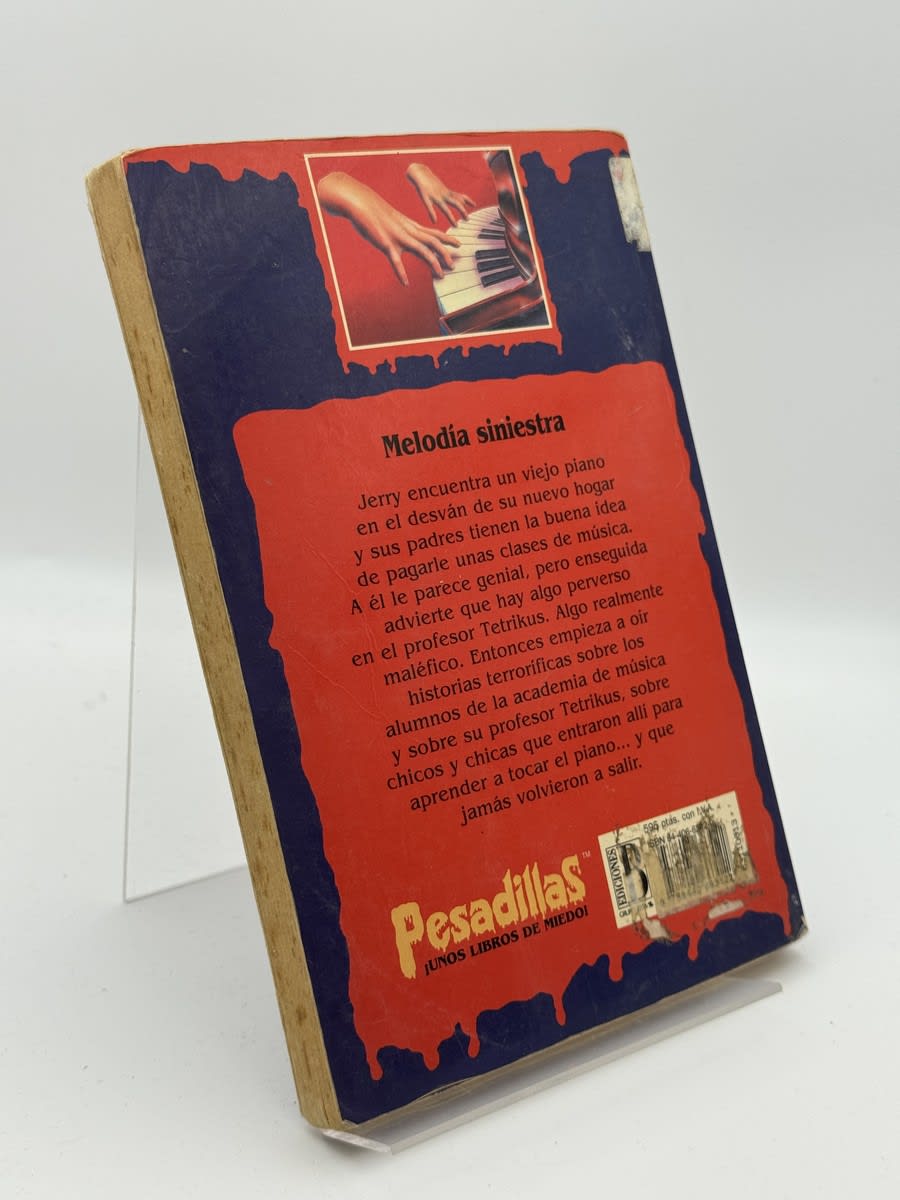 Melodía siniestra
Jerry encuentra un viejo piano
en el desván de su nuevo hogar
y sus padres tienen la buena idea
de pagarle unas clases de música.
A él le parece genial, pero enseguida
advierte que hay algo perverso
en el profesor Tetrikus. Algo realmente
maléfico. Entonces empieza a oír
historias terroríficas sobre los
alumnos de la academia de música
y sobre su profesor Tetrikus, sobre
chicos y chicas que entraron allí para
aprender a tocar el piano... y que
jamás volvieron a salir.
Pesadillas™
¡UNOS LIBROS DE MIEDO!
EDICIONES
B
595 ptas. con I.V.A.